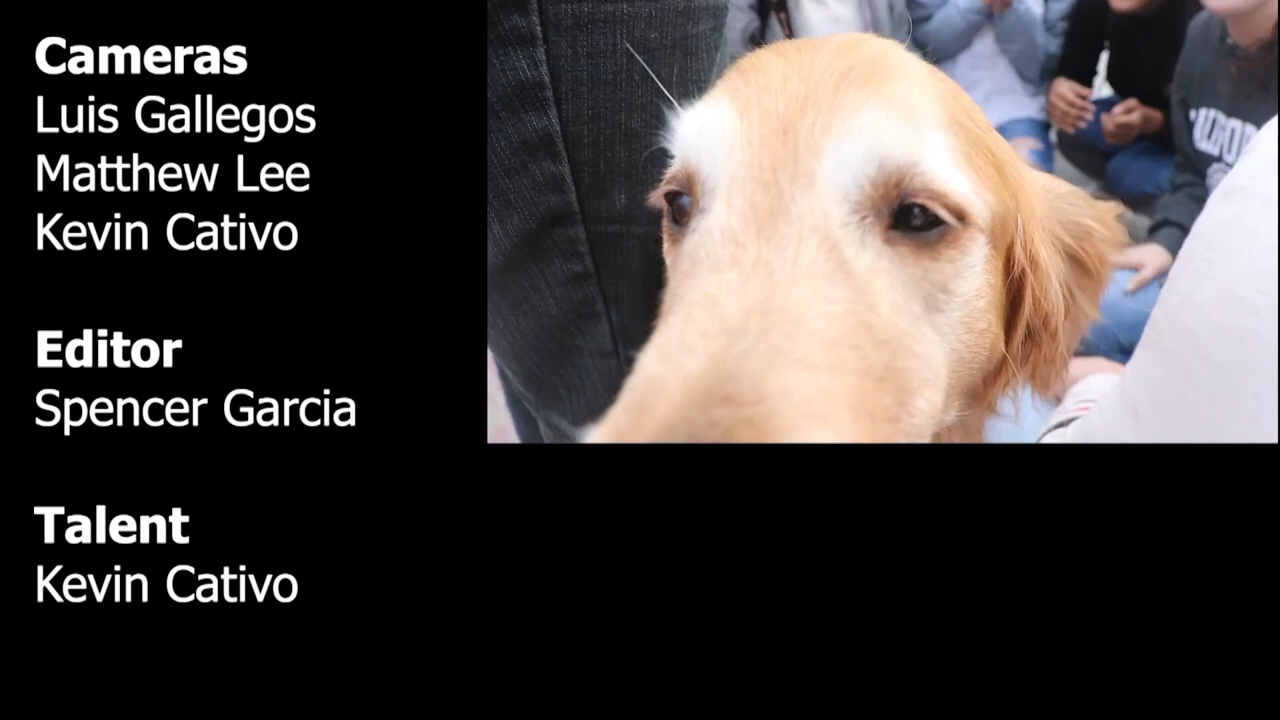 Cameras
Luis Gallegos
Matthew Lee
Kevin Cativo
Editor
Spencer Garcia
Talent
Kevin Cativo